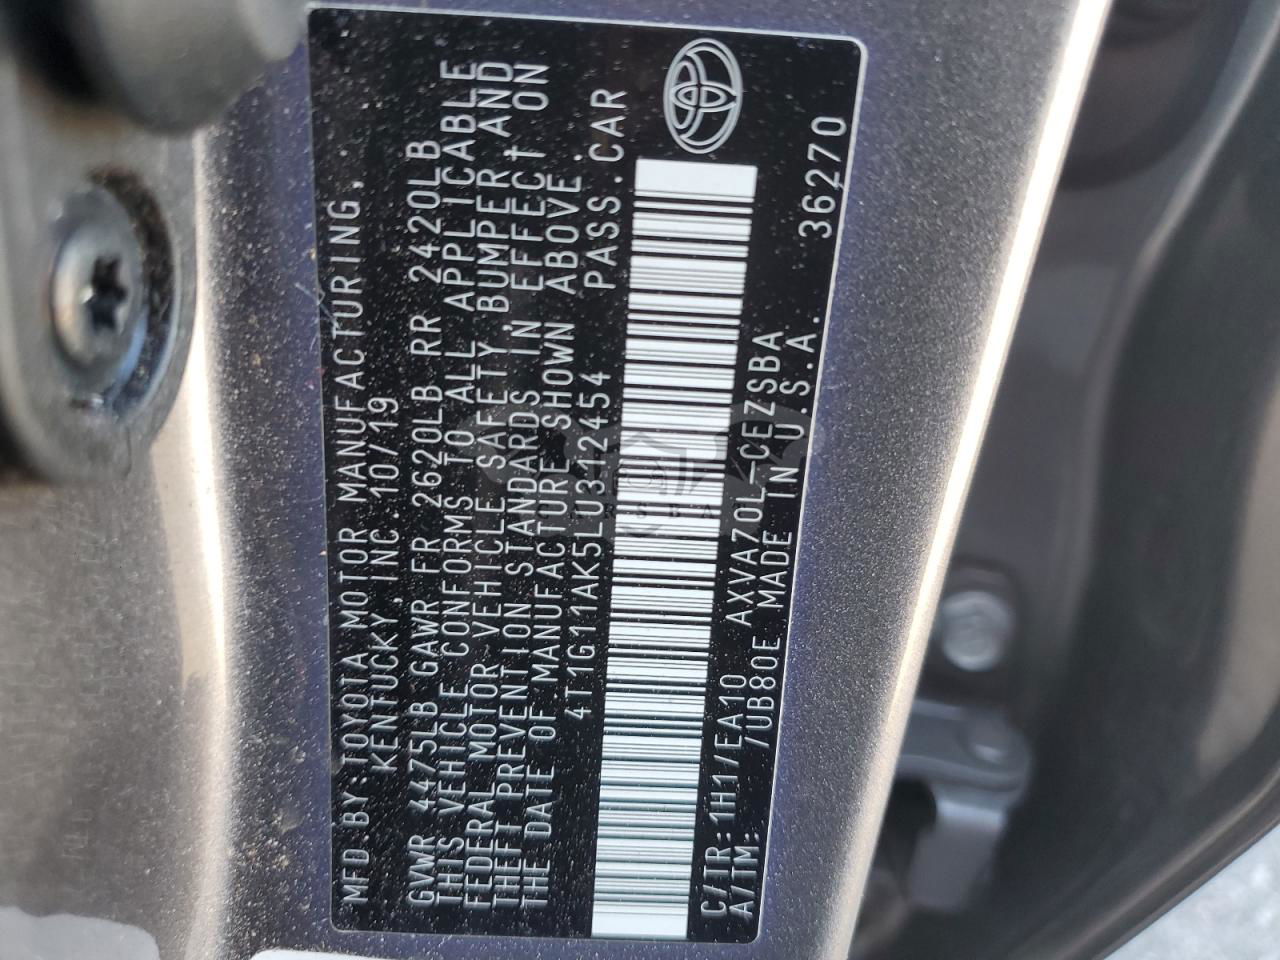 MFD BY:TOYOTA MOTOR MANUFACTURING,
KENTUCKY,INC 10/19
GVWR 4475LB GAWR FR 2620LB RR 2420LB
THIS VEHICLE CONFORMS TO ALL APPLICABLE
FEDERAL MOTOR VEHICLE SAFETY, BUMPER AND
THEFT PREVENTION STANDARDS IN EFFECT ON
THE DATE OF MANUFACTURE SHOWN ABOVE.
4T1G11AK5LU312454 PASS.CAR
C/TR:1H1/EA10 AXVA70L-CEZSBA 36270
A/TM: 7UB80E MADE IN U.S.A.